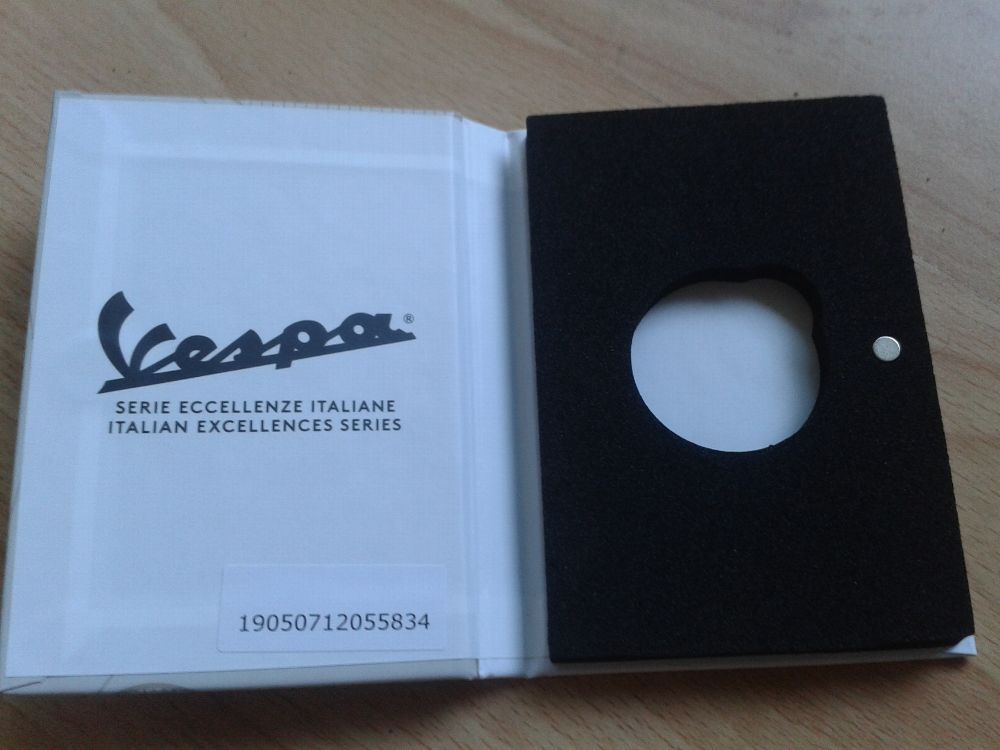 Vespa®
SERIE ECCELLENZE ITALIANE
ITALIAN EXCELLENCES SERIES
19050712055834